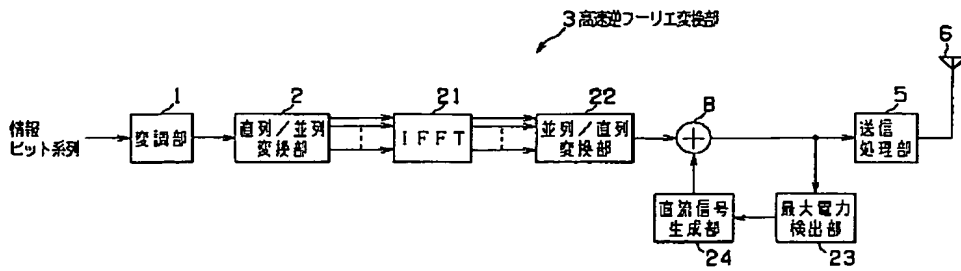 3 高速逆フーリエ変換部
6
1
2
21
22
8
5
情報
ビット系列
変調部
直列/並列
変換部
IFFT
並列/直列
変換部
送信
処理部
直流信号
生成部
最大電力
検出部
24
23